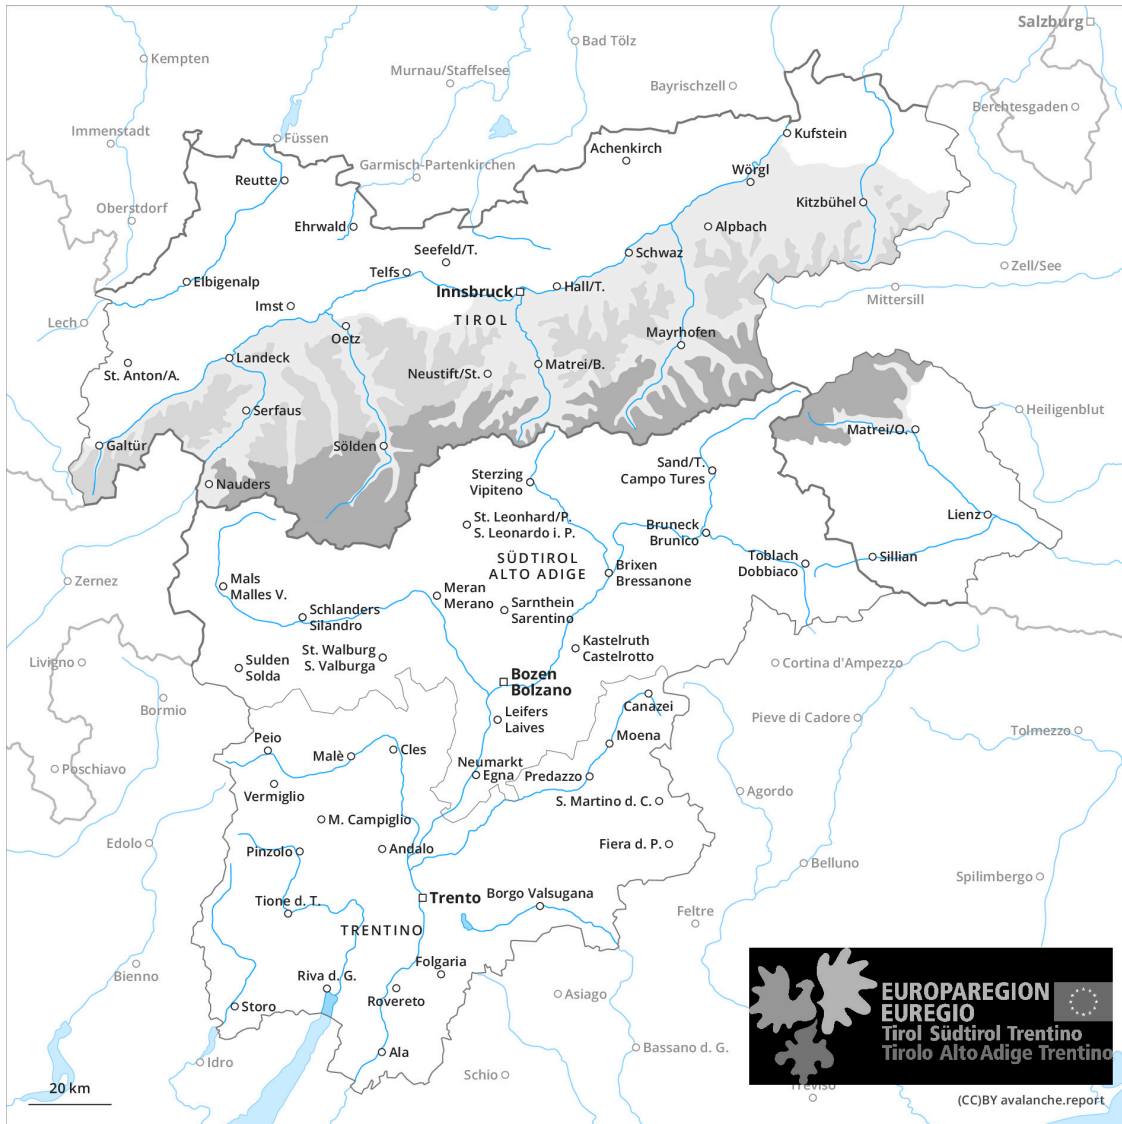 Salzburg
Bad Tölz
Kempten
Murnau/Staffelsee
Bayrischzell
Berchtesgaden
Immenstadt
Füssen
Kufstein
Achenkirch
Garmisch-Partenkirchen
Wörgl
Reutte
Oberstdorf
Kitzbühel
Ehrwald
Alpbach
Seefeld/T.
Schwaz
Zell/See
Telfs
Elbigenalp
Hall/T.
Innsbruck
Mittersill
Imst
TIROL
Lech
Oetz
Mayrhofen
Landeck
Matrei/B.
St. Anton/A.
Neustift/St.
Serfaus
Heiligenblut
Matrei/O.
Galtür
Sölden
Sand/T.
Campo Tures
Sterzing
Vipiteno
Nauders
St. Leonhard/P.
S. Leonardo i. P.
Lienz
Bruneck
Brunico
SÜDTIROL
ALTO ADIGE
Toblach
Dobbiaco
Sillian
Brixen
Bressanone
Zernez
Mals
Malles V.
Meran
Merano
Sarnthein
Sarentino
Schlanders
Silandro
Kastelruth
Castelrotto
St. Walburg
S. Valburga
Livigno
Sulden
Solda
Cortina d'Ampezzo
Bozen
Bolzano
Bormio
Canazei
Leifers
Laives
Pieve di Cadore
Tolmezzo
Moena
Peio
Malè
Cles
Neumarkt
Egna
Predazzo
Poschiavo
Vermiglio
Agordo
S. Martino d. C.
M. Campiglio
Edolo
Pinzolo
Andalo
Fiera d. P.
Belluno
Spilimbergo
Trento
Borgo Valsugana
Tione d. T.
Feltre
TRENTINO
Folgaria
Bienno
Riva d. G.
Rovereto
Asiago
Storo
EUROPAREGION
EUREGIO
Tirol Südtirol Trentino
Tirolo Alto Adige Trentino
Ala
Bassano d. G.
Idro
Schio
Treviso
20 km
(CC)BY avalanche.report